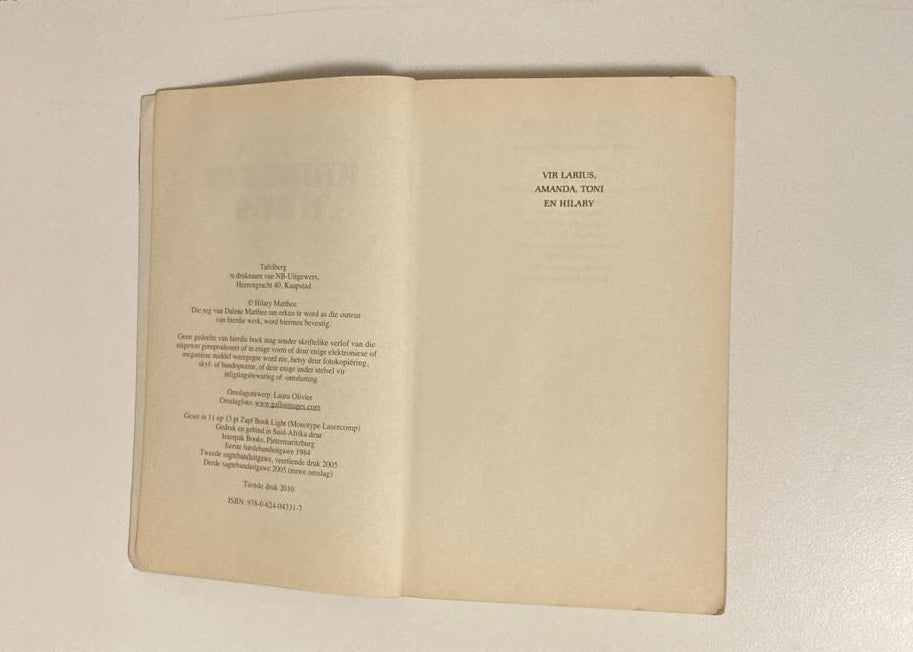 Tafelberg
'n druknaam van NB-Uitgewers,
Heerengracht 40, Kaapstad
© Hilary Matthee
Die reg van Dalene Matthee om erken te word as die outeur
van hierdie werk, word hiermee bevestig.
Geen gedeelte van hierdie boek mag sonder skriftelike verlof van die
uitgewer gereproduseer of in enige vorm of deur enige elektroniese of
meganiese middel weergegee word nie, hetsy deur fotokopiëring,
skyf- of bandopname, of deur enige ander stelsel vir
inligtingsbewaring of -ontsluiting
Omslagontwerp: Laura Olivier
Omslagfoto: www.galloimages.com
Geset in 11 op 13 pt Zapf Book Light (Monotype Lasercomp)
Gedruk en gebind in Suid-Afrika deur
Interpak Books, Pietermaritzburg
Eerste hardebanduitgawe 1984
Tweede sagtebanduitgawe, veertiende druk 2005
Derde sagtebanduitgawe 2005 (nuwe omslag)
Tiende druk 2010
ISBN: 978-0-624-04331-7
VIR LARIUS,
AMANDA, TONI
EN HILARY